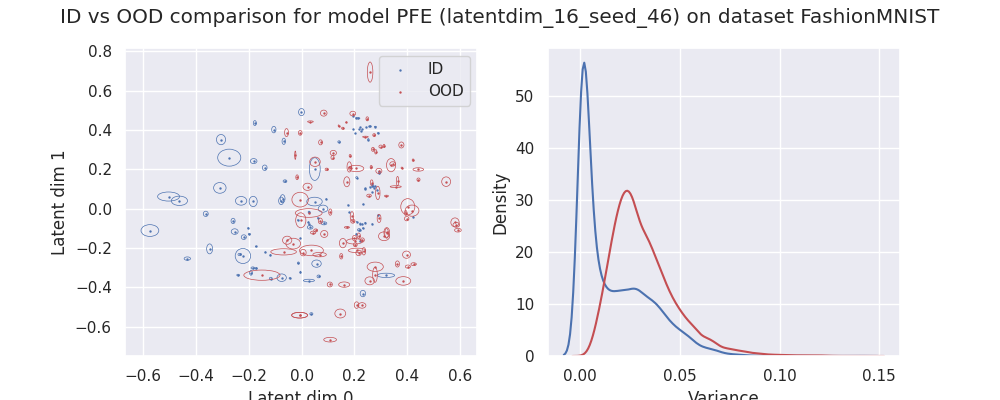 ID vs OOD comparison for model PFE (latentdim_16_seed_46) on dataset FashionMNIST
0.8
0.6
0.4
0.2
0.0
−0.2
−0.4
−0.6
Latent dim 1
−0.6 −0.4 −0.2 0.0 0.2 0.4 0.6
Latent dim 0
ID
OOD
50
40
30
20
10
0
Density
0.00 0.05 0.10 0.15
Variance